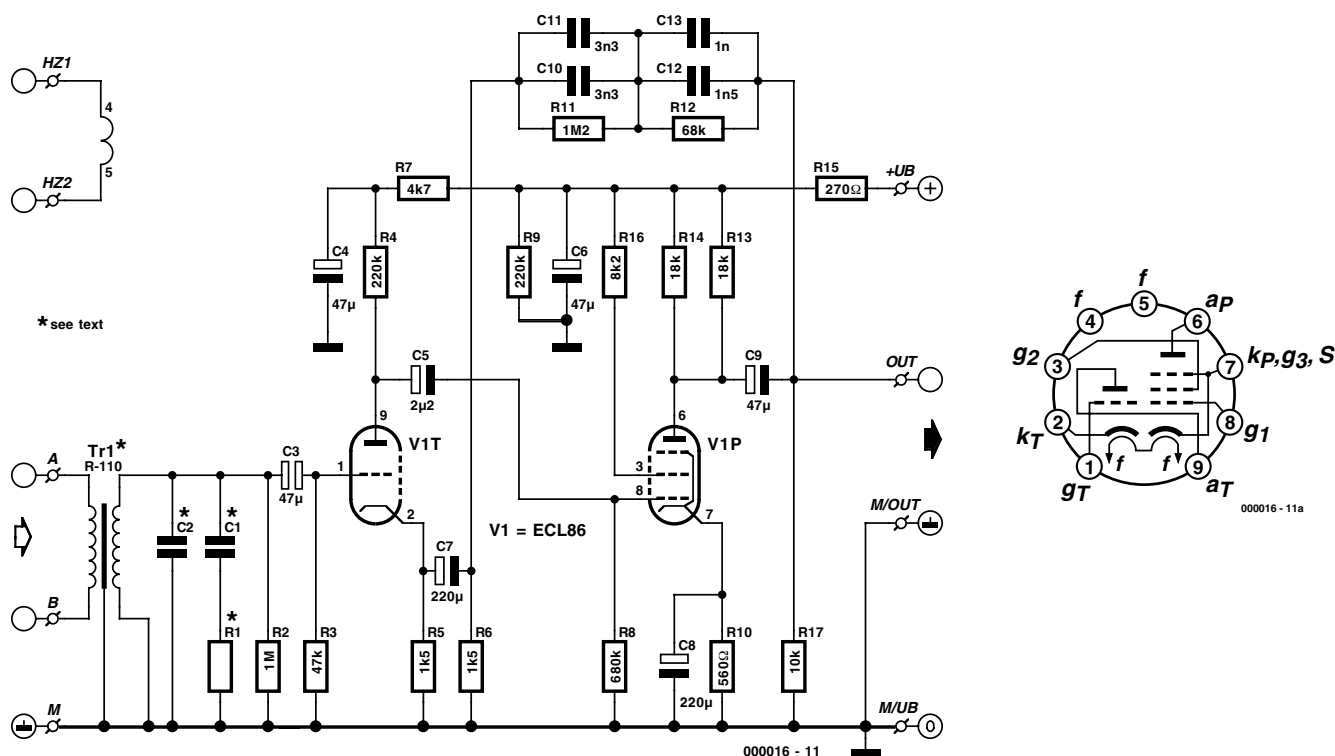 C11
3n3
C13
1n
HZ1
4
5
HZ2
C10
3n3
C12
1n5
R11
1M2
R12
68k
R7
4k7
R15
270Ω
+UB
+
C4
47µ
R4
220k
R9
220k
C6
47µ
R16
8k2
R14
18k
R13
18k
* see text
C5
2µ2
C9
47µ
OUT
9
V1T
6
V1P
A
Tr1*
R-110
C3
47µ
1
3
8
2
7
*
C2
*
C1
V1 = ECL86
M/OUT
C7
220µ
B
*
R1
R2
1M
R3
47k
R5
1k5
R6
1k5
R8
680k
C8
220µ
R10
560Ω
R17
10k
M
M/UB
0
000016 - 11
f
5
f
4
aP
6
g2
3
7
kP,g3, S
kT
2
8
g1
1
gT
f
f
9
aT
000016 - 11a